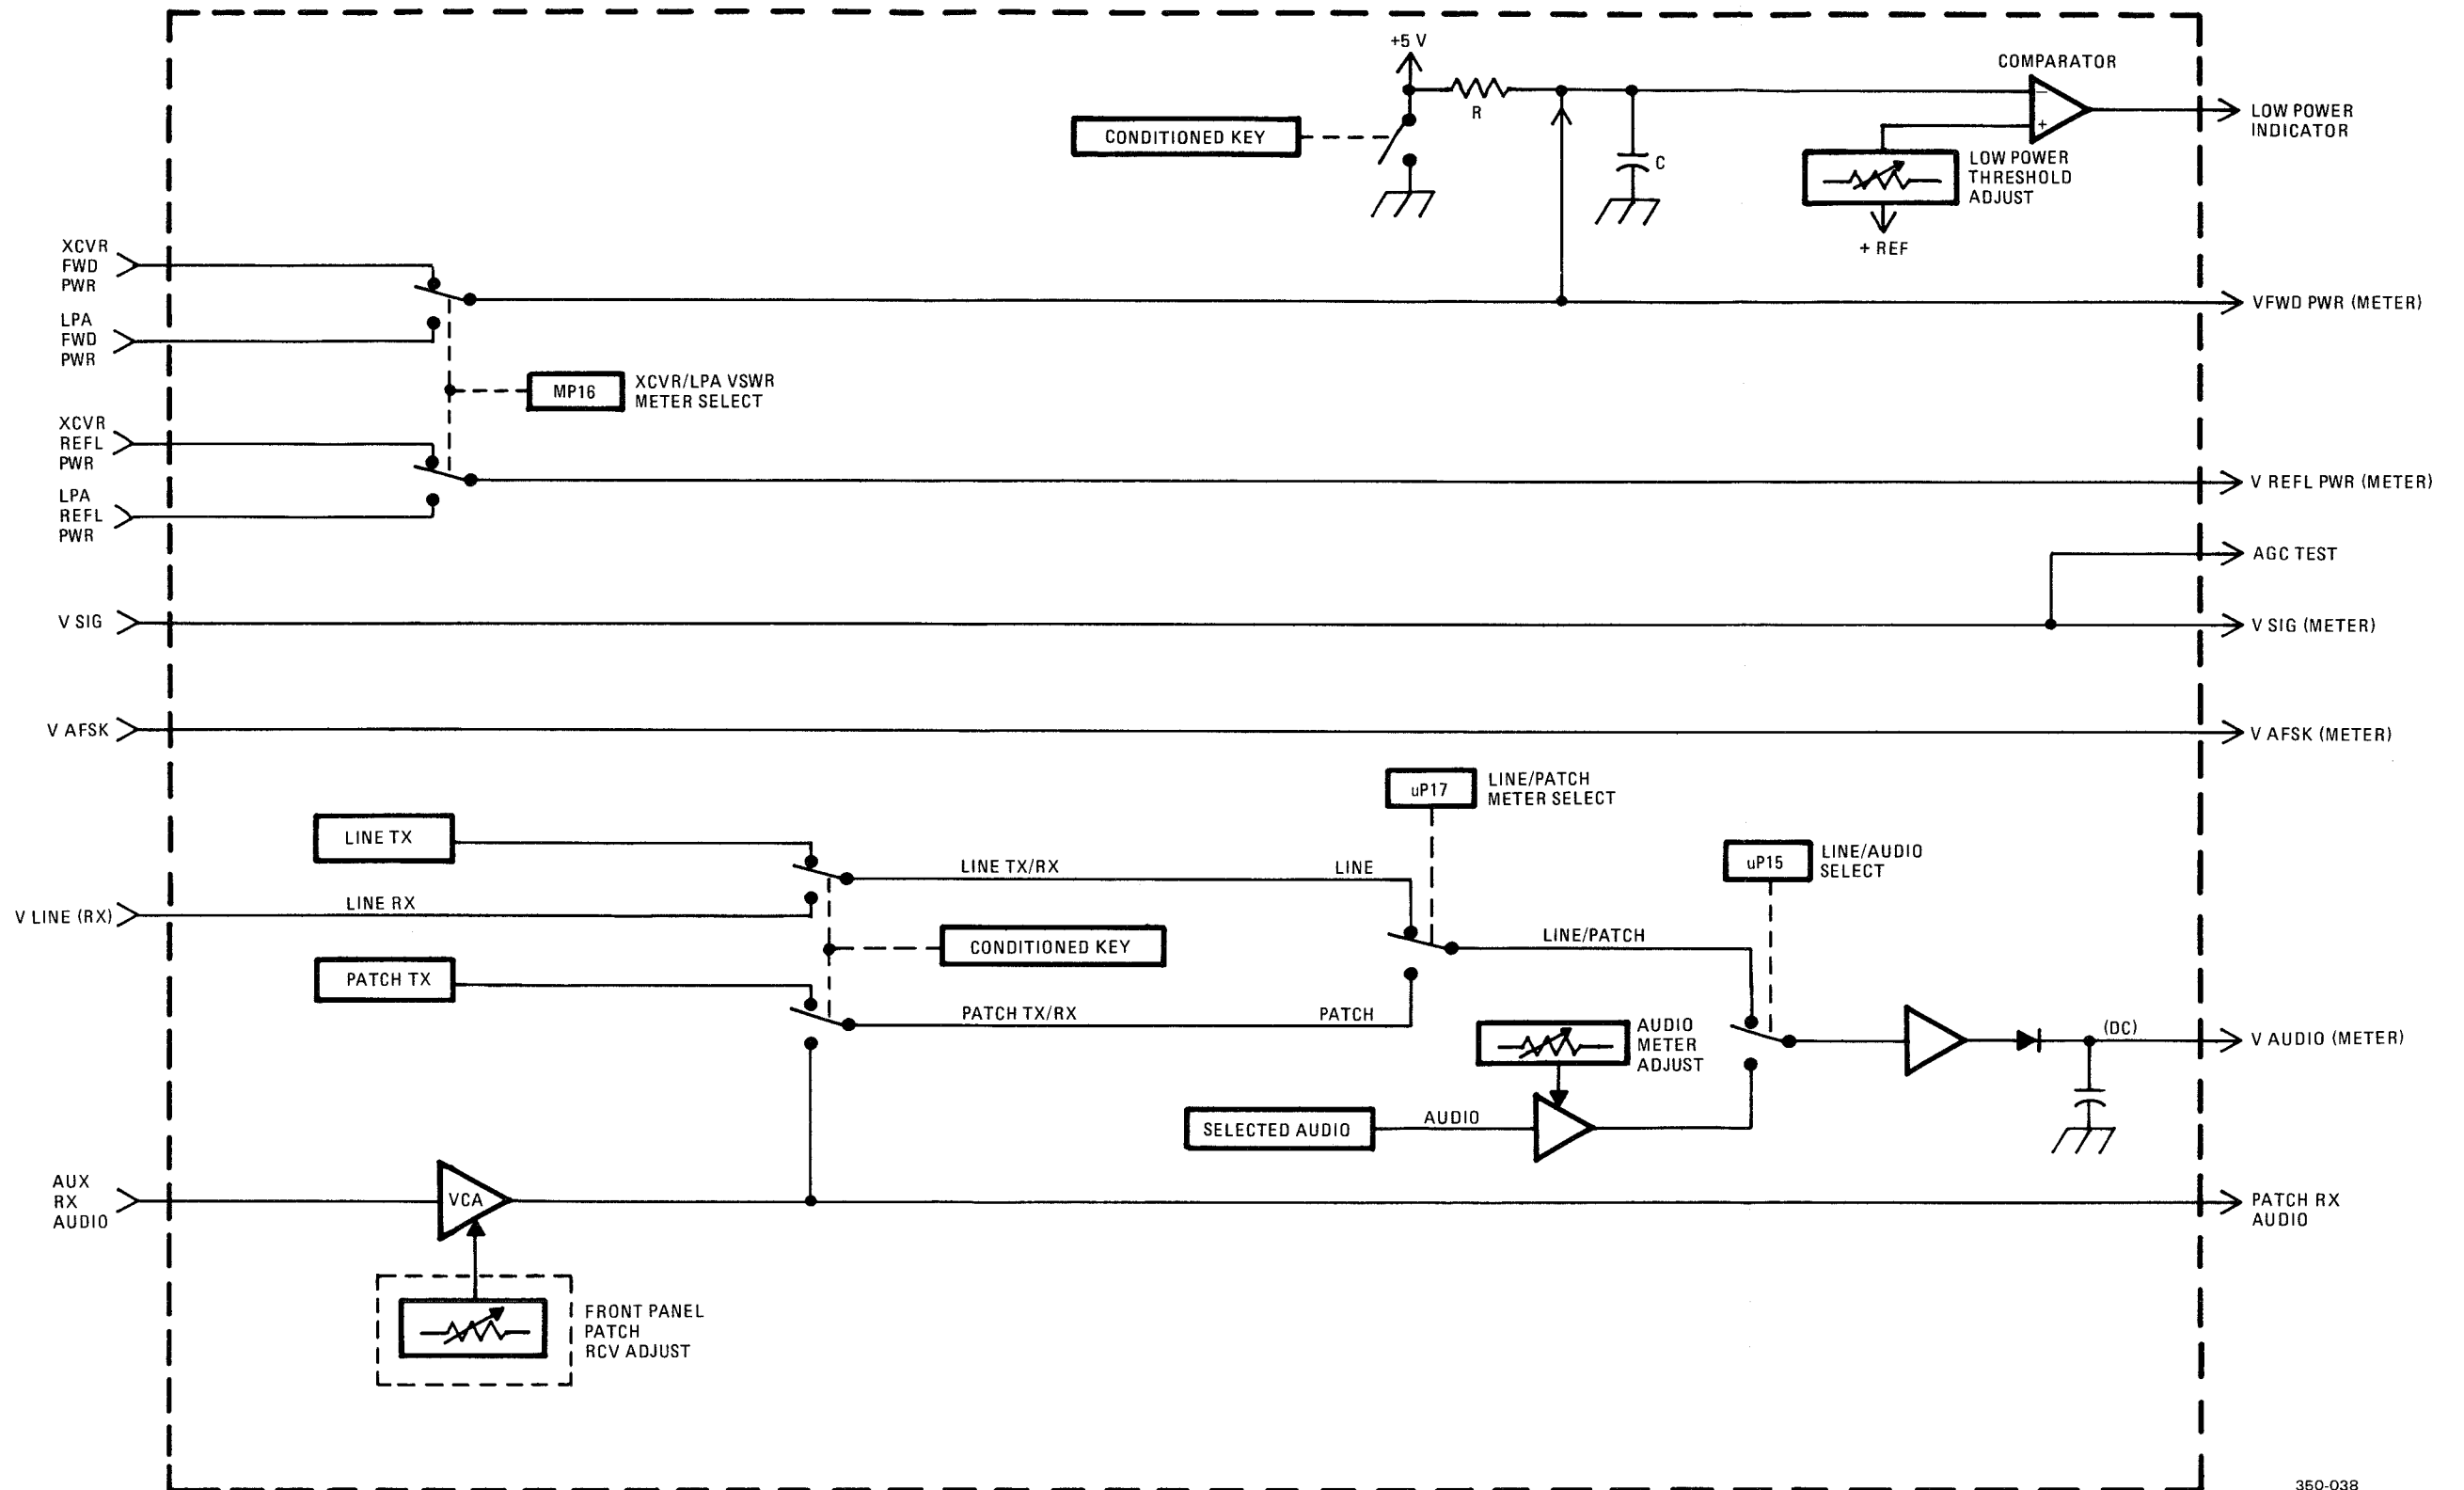 +5 V
COMPARATOR
R
CONDITIONED KEY
C
−
+
LOW POWER
INDICATOR
LOW POWER
THRESHOLD
ADJUST
+ REF
XCVR
FWD
PWR
LPA
FWD
PWR
VFWD PWR (METER)
MP16
XCVR/LPA VSWR
METER SELECT
XCVR
REFL
PWR
LPA
REFL
PWR
V REFL PWR (METER)
AGC TEST
V SIG
V SIG (METER)
V AFSK
V AFSK (METER)
uP17
LINE/PATCH
METER SELECT
LINE TX
LINE TX/RX
LINE
uP15
LINE/AUDIO
SELECT
V LINE (RX)
LINE RX
CONDITIONED KEY
LINE/PATCH
PATCH TX
PATCH TX/RX
PATCH
AUDIO
METER
ADJUST
(DC)
V AUDIO (METER)
SELECTED AUDIO
AUDIO
AUX
RX
AUDIO
VCA
PATCH RX
AUDIO
FRONT PANEL
PATCH
RCV ADJUST
350-038